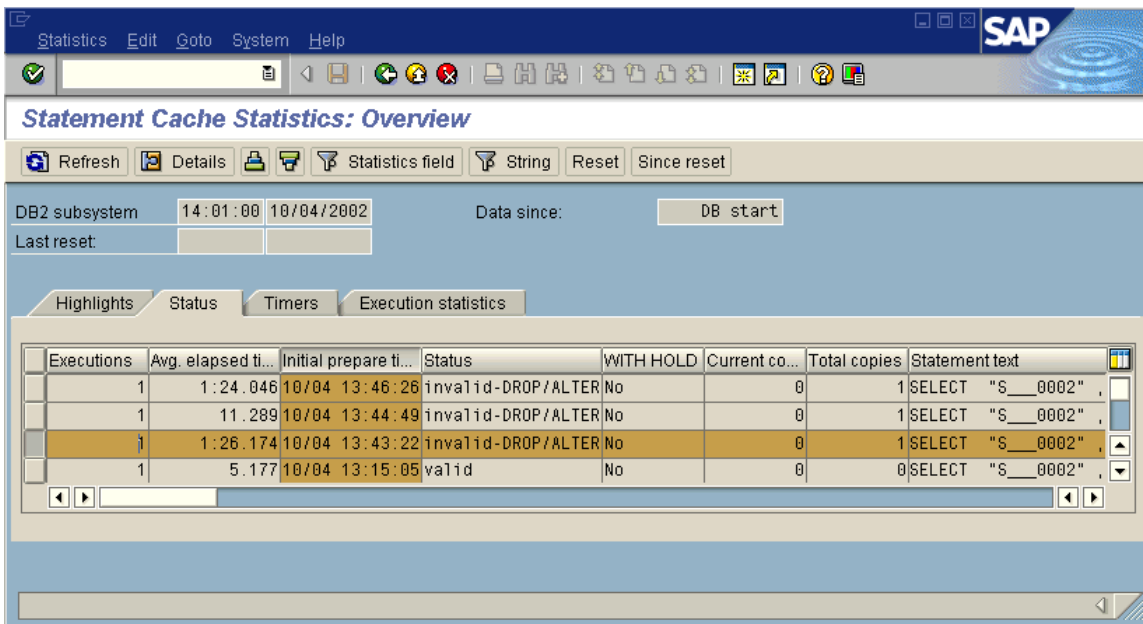 Statistics Edit Goto System Help
SAP
Statement Cache Statistics: Overview
Refresh Details Statistics field String Reset Since reset
DB2 subsystem 14:01:00 10/04/2002 Data since: DB start
Last reset:
Highlights Status Timers Execution statistics
Executions Avg. elapsed ti... Initial prepare ti... Status WITH HOLD Current co... Total copies Statement text
1 1:24.046 10/04 13:46:26 invalid-DROP/ALTER No 0 1 SELECT "S___0002" ,
1 11.289 10/04 13:44:49 invalid-DROP/ALTER No 0 1 SELECT "S___0002" ,
1 1:26.174 10/04 13:43:22 invalid-DROP/ALTER No 0 1 SELECT "S___0002" ,
1 5.177 10/04 13:15:05 valid No 0 0 SELECT "S___0002" ,